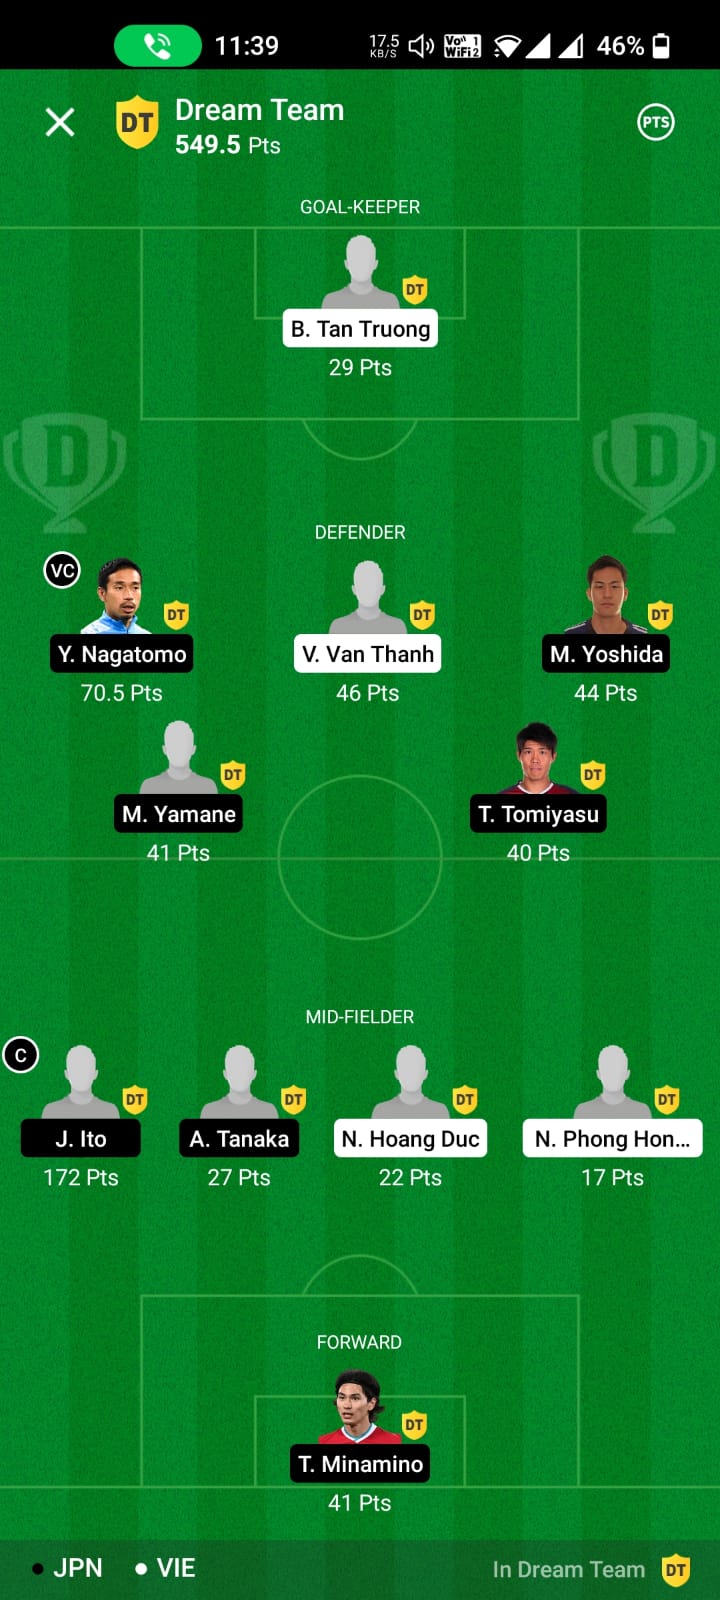 11:39
17.5 KB/S
Vo 1 WiFi 2
46%
DT
Dream Team
549.5 Pts
PTS
GOAL-KEEPER
DT
B. Tan Truong
29 Pts
D
D
DEFENDER
VC
DT
DT
DT
Y. Nagatomo
V. Van Thanh
M. Yoshida
70.5 Pts
46 Pts
44 Pts
DT
DT
M. Yamane
T. Tomiyasu
41 Pts
40 Pts
MID-FIELDER
C
DT
DT
DT
DT
J. Ito
A. Tanaka
N. Hoang Duc
N. Phong Hon...
172 Pts
27 Pts
22 Pts
17 Pts
FORWARD
DT
T. Minamino
41 Pts
JPN
VIE
In Dream Team
DT